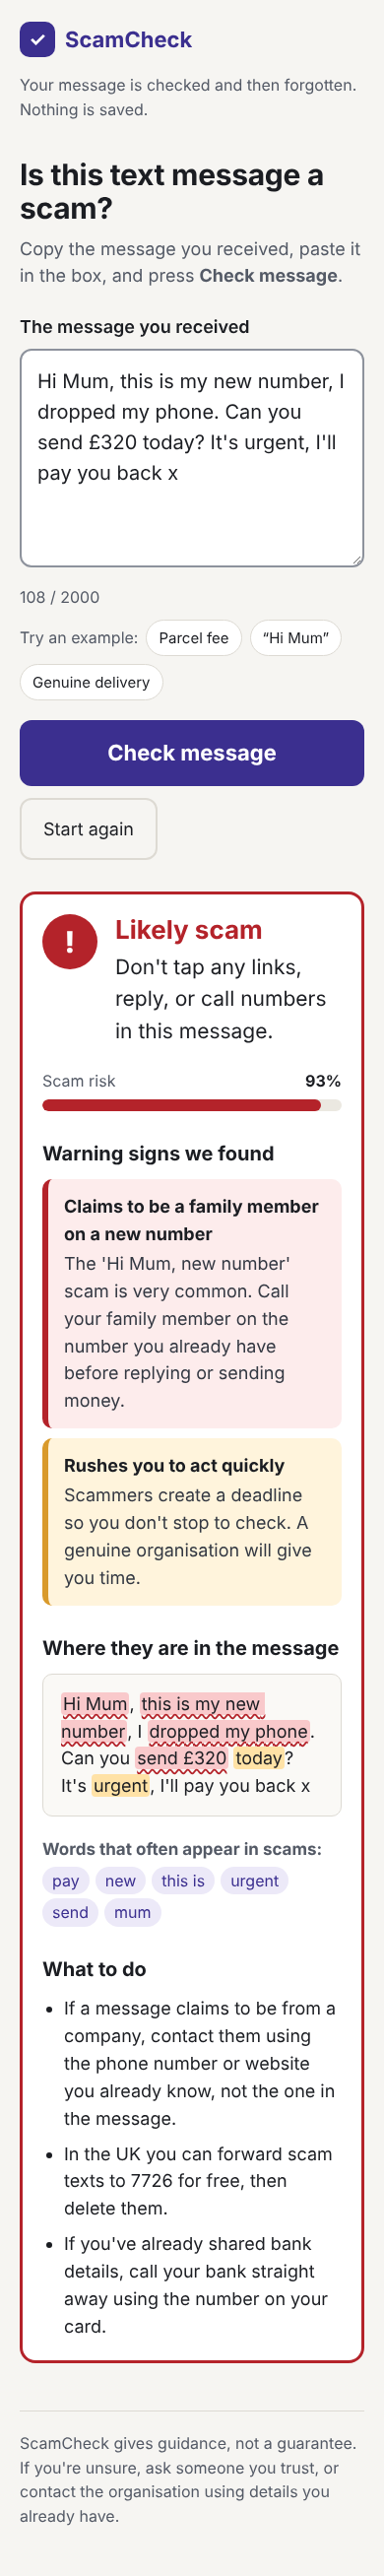 ScamCheck
Your message is checked and then forgotten.
Nothing is saved.
Is this text message a
scam?
Copy the message you received, paste it
in the box, and press Check message.
The message you received
Hi Mum, this is my new number, I
dropped my phone. Can you
send £320 today? It's urgent, I'll
pay you back x
108 / 2000
Try an example: Parcel fee “Hi Mum”
Genuine delivery
Check message
Start again
!
Likely scam
Don't tap any links,
reply, or call numbers
in this message.
Scam risk 93%
Warning signs we found
Claims to be a family member
on a new number
The 'Hi Mum, new number'
scam is very common. Call
your family member on the
number you already have
before replying or sending
money.
Rushes you to act quickly
Scammers create a deadline
so you don't stop to check. A
genuine organisation will give
you time.
Where they are in the message
Hi Mum, this is my new
number, I dropped my phone.
Can you send £320 today?
It's urgent, I'll pay you back x
Words that often appear in scams:
pay new this is urgent
send mum
What to do
• If a message claims to be from a
company, contact them using
the phone number or website
you already know, not the one in
the message.
• In the UK you can forward scam
texts to 7726 for free, then
delete them.
• If you've already shared bank
details, call your bank straight
away using the number on your
card.
ScamCheck gives guidance, not a guarantee.
If you're unsure, ask someone you trust, or
contact the organisation using details you
already have.